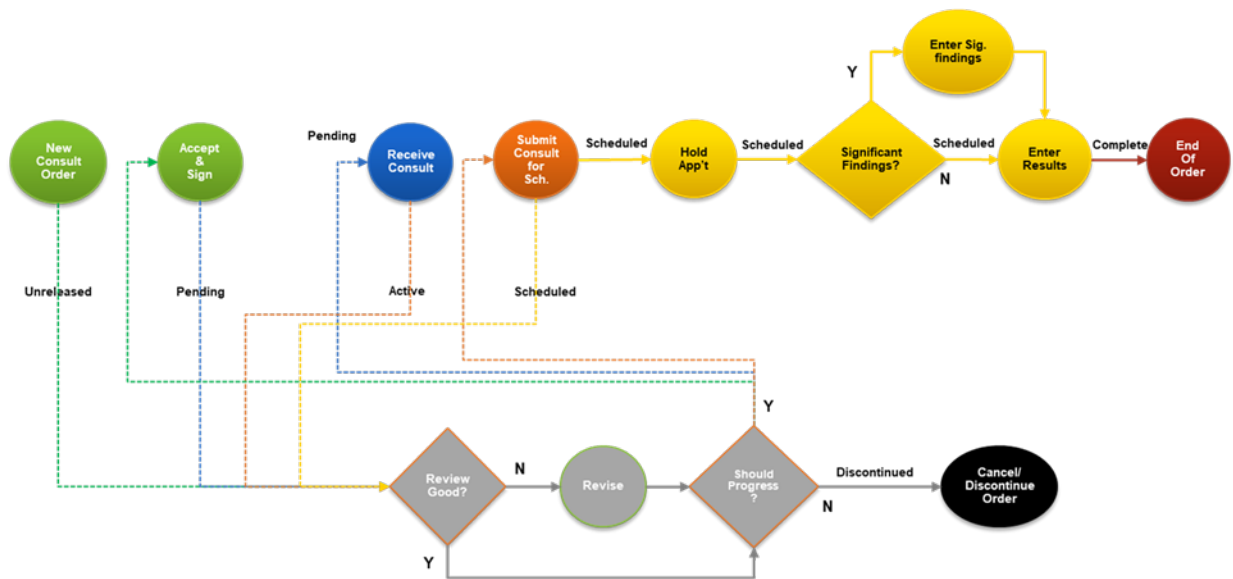 Enter Sig.
findings
Y
New
Consult
Order
Accept
&
Sign
Pending
Receive
Consult
Submit
Consult
for
Sch.
Scheduled
Hold
App't
Scheduled
Significant
Findings?
Scheduled
N
Enter
Results
Complete
End
Of
Order
Unreleased
Pending
Active
Scheduled
Y
Review
Good?
N
Revise
Should
Progress
?
Discontinued
N
Cancel/
Discontinue
Order
Y